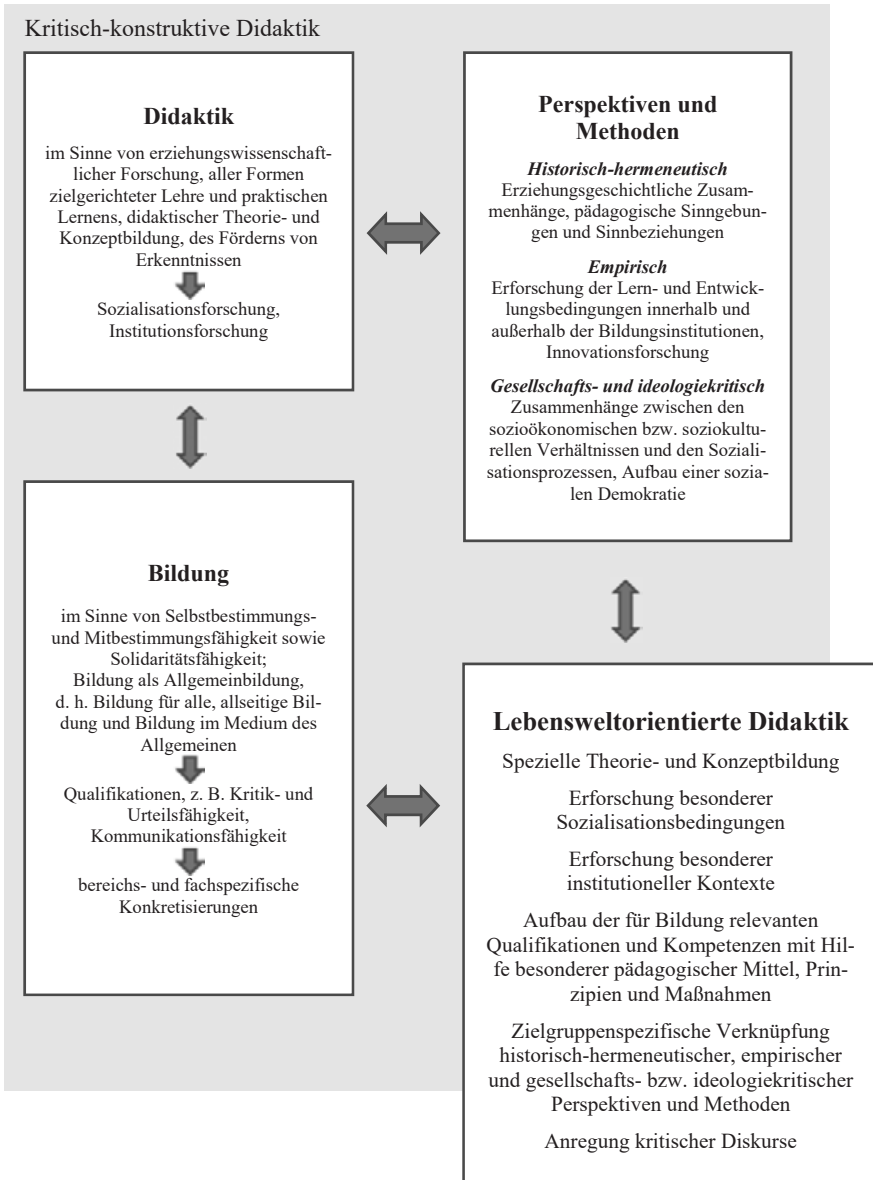 Kritisch-konstruktive Didaktik
Didaktik
im Sinne von erziehungswissenschaft-
licher Forschung, aller Formen
zielgerichteter Lehre und praktischen
Lernens, didaktischer Theorie- und
Konzeptbildung, des Förderns von
Erkenntnissen
Sozialisationsforschung,
Institutionsforschung
Perspektiven und
Methoden
Historisch-hermeneutisch
Erziehungsgeschichtliche Zusam-
menhänge, pädagogische Sinngebun-
gen und Sinnbeziehungen
Empirisch
Erforschung der Lern- und Entwick-
lungsbedingungen innerhalb und
außerhalb der Bildungsinstitutionen,
Innovationsforschung
Gesellschafts- und ideologiekritisch
Zusammenhänge zwischen den
sozioökonomischen bzw. soziokultu-
rellen Verhältnissen und den Soziali-
sationsprozessen, Aufbau einer sozia-
len Demokratie
Bildung
im Sinne von Selbstbestimmungs-
und Mitbestimmungsfähigkeit sowie
Solidaritätsfähigkeit;
Bildung als Allgemeinbildung,
d. h. Bildung für alle, allseitige Bil-
dung und Bildung im Medium des
Allgemeinen
Qualifikationen, z. B. Kritik- und
Urteilsfähigkeit,
Kommunikationsfähigkeit
bereichs- und fachspezifische
Konkretisierungen
Lebensweltorientierte Didaktik
Spezielle Theorie- und Konzeptbildung
Erforschung besonderer
Sozialisationsbedingungen
Erforschung besonderer
institutioneller Kontexte
Aufbau der für Bildung relevanten
Qualifikationen und Kompetenzen mit Hil-
fe besonderer pädagogischer Mittel, Prin-
zipien und Maßnahmen
Zielgruppenspezifische Verknüpfung
historisch-hermeneutischer, empirischer
und gesellschafts- bzw. ideologiekritischer
Perspektiven und Methoden
Anregung kritischer Diskurse